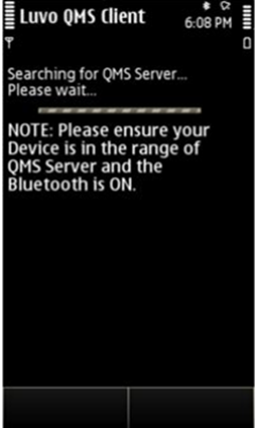 Luvo QMS Client
6:08 PM
Searching for QMS Server...
Please wait...
NOTE: Please ensure your
Device is in the range of
QMS Server and the
Bluetooth is ON.